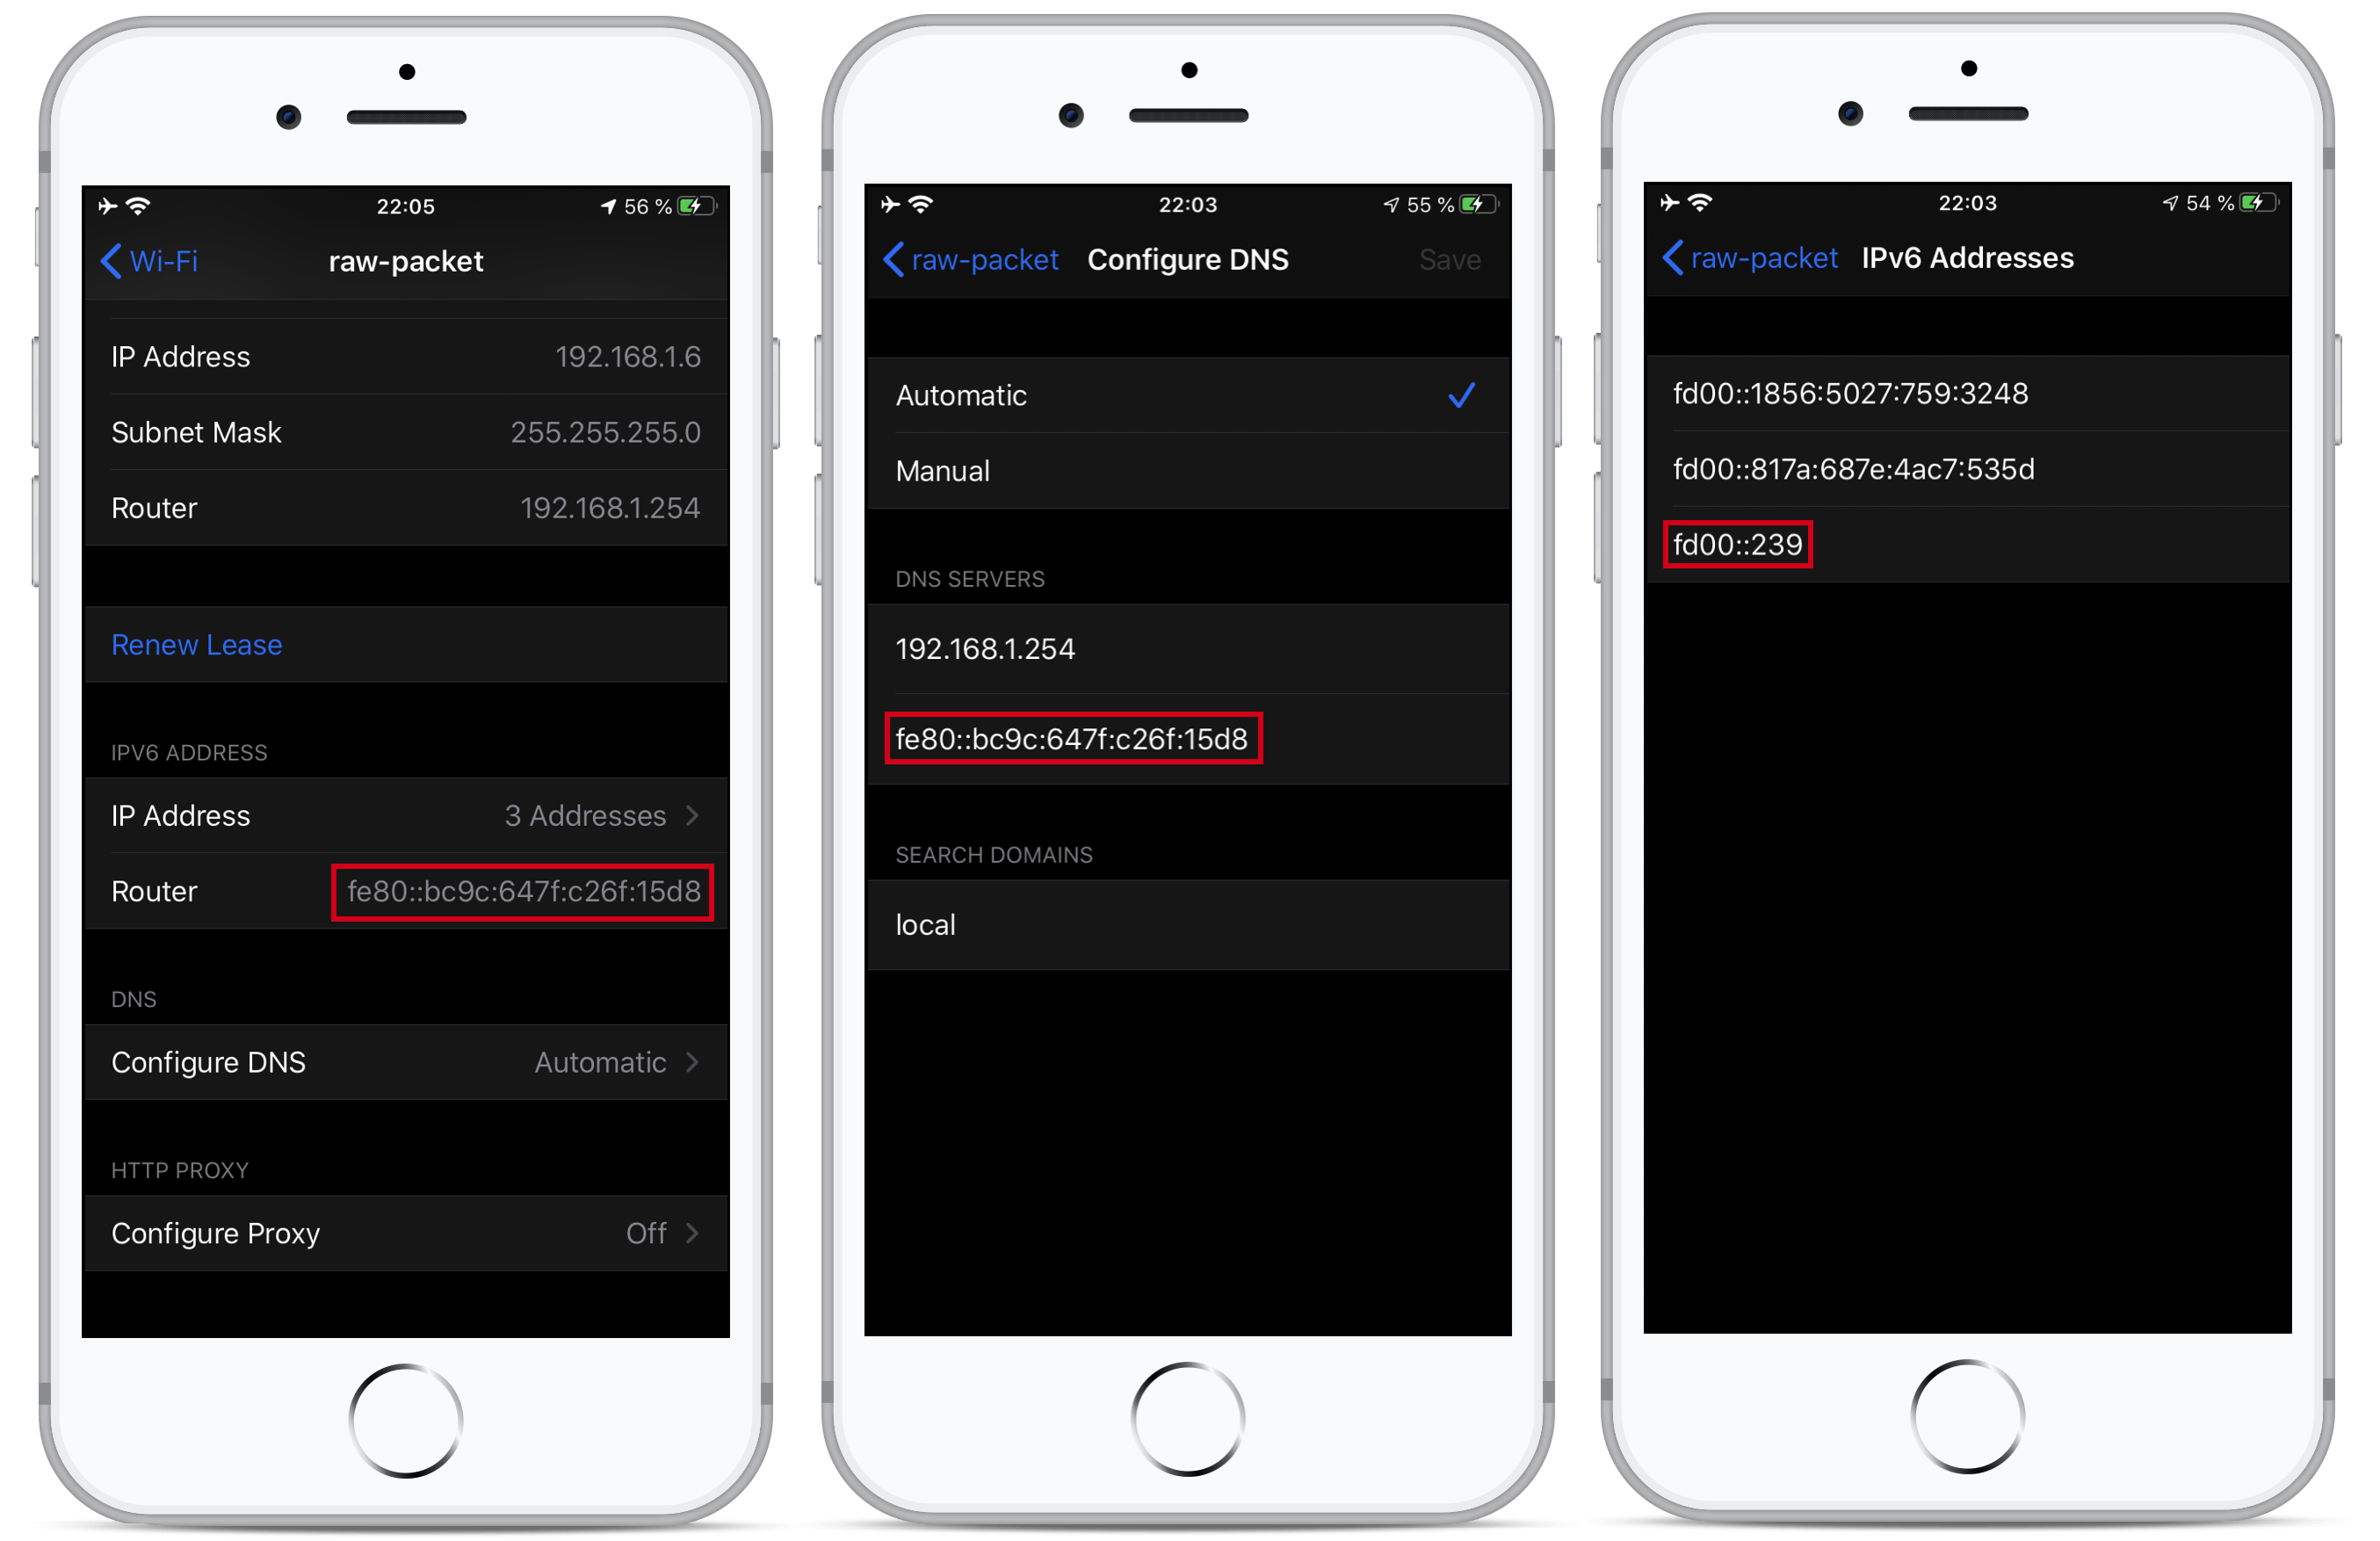 22:05
56 %
Wi-Fi
raw-packet
IP Address 192.168.1.6
Subnet Mask 255.255.255.0
Router 192.168.1.254
Renew Lease
IPV6 ADDRESS
IP Address 3 Addresses
Router fe80::bc9c:647f:c26f:15d8
DNS
Configure DNS Automatic
HTTP PROXY
Configure Proxy Off
22:03
55 %
raw-packet
Configure DNS
Save
Automatic
Manual
DNS SERVERS
192.168.1.254
fe80::bc9c:647f:c26f:15d8
SEARCH DOMAINS
local
22:03
54 %
raw-packet
IPv6 Addresses
fd00::1856:5027:759:3248
fd00::817a:687e:4ac7:535d
fd00::239